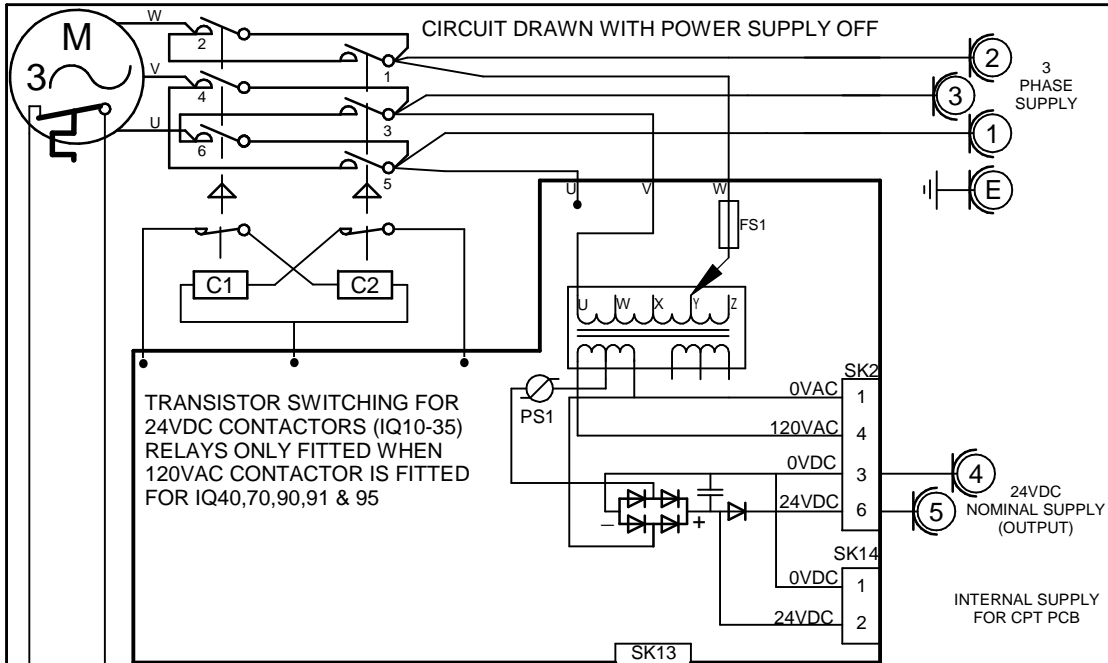 CIRCUIT DRAWN WITH POWER SUPPLY OFF
M
3
W
V
U
2
4
6
1
3
5
2
3
1
E
3
PHASE
SUPPLY
U
V
W
FS1
C1
C2
U
W
X
Y
Z
TRANSISTOR SWITCHING FOR
24VDC CONTACTORS (IQ10-35)
RELAYS ONLY FITTED WHEN
120VAC CONTACTOR IS FITTED
FOR IQ40,70,90,91 & 95
PS1
SK2
0VAC 1
120VAC 4
0VDC 3
24VDC 6
4
5
24VDC
NOMINAL SUPPLY
(OUTPUT)
− +
SK14
0VDC 1
24VDC 2
INTERNAL SUPPLY
FOR CPT PCB
SK13